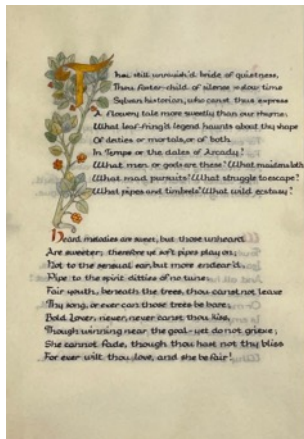 Thou still unravish'd bride of quietness,
Thou foster-child of silence and slow time
Sylvan historian, who canst thus express
A flowery tale more sweetly than our rhyme:
What leaf-fring'd legend haunts about thy shape
Of deities or mortals, or of both
In Tempe or the dales of Arcady!
What men or gods are these! What maidens loth
What mad pursuit! What struggle to escape!
What pipes and timbrels! What wild ecstasy!
Heard melodies are sweet, but those unheard
Are sweeter; therefore ye soft pipes play on;
Not to the sensual ear, but more endear'd
Pipe to the spirit ditties of no tune:
Fair youth, beneath the trees, thou canst not leave
Thy song, or ever can those trees be bare;
Bold Lover, never, never canst thou kiss,
Though winning near the goal - yet do not grieve;
She cannot fade, though thou hast not thy bliss
For ever wilt thou love, and she be fair!